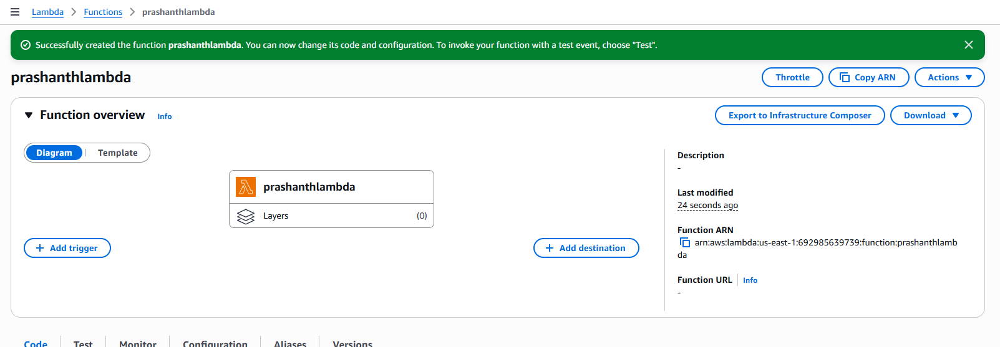 Lambda > Functions > prashanthlambda
Successfully created the function prashanthlambda. You can now change its code and configuration. To invoke your function with a test event, choose "Test".
prashanthlambda
Throttle
Copy ARN
Actions
Function overview Info
Export to Infrastructure Composer
Download
Diagram
Template
prashanthlambda
Layers (0)
+ Add trigger
+ Add destination
Description
-
Last modified
24 seconds ago
Function ARN
arn:aws:lambda:us-east-1:692985639739:function:prashanthlamb
da
Function URL Info
-
Code Test Monitor Configuration Aliases Versions